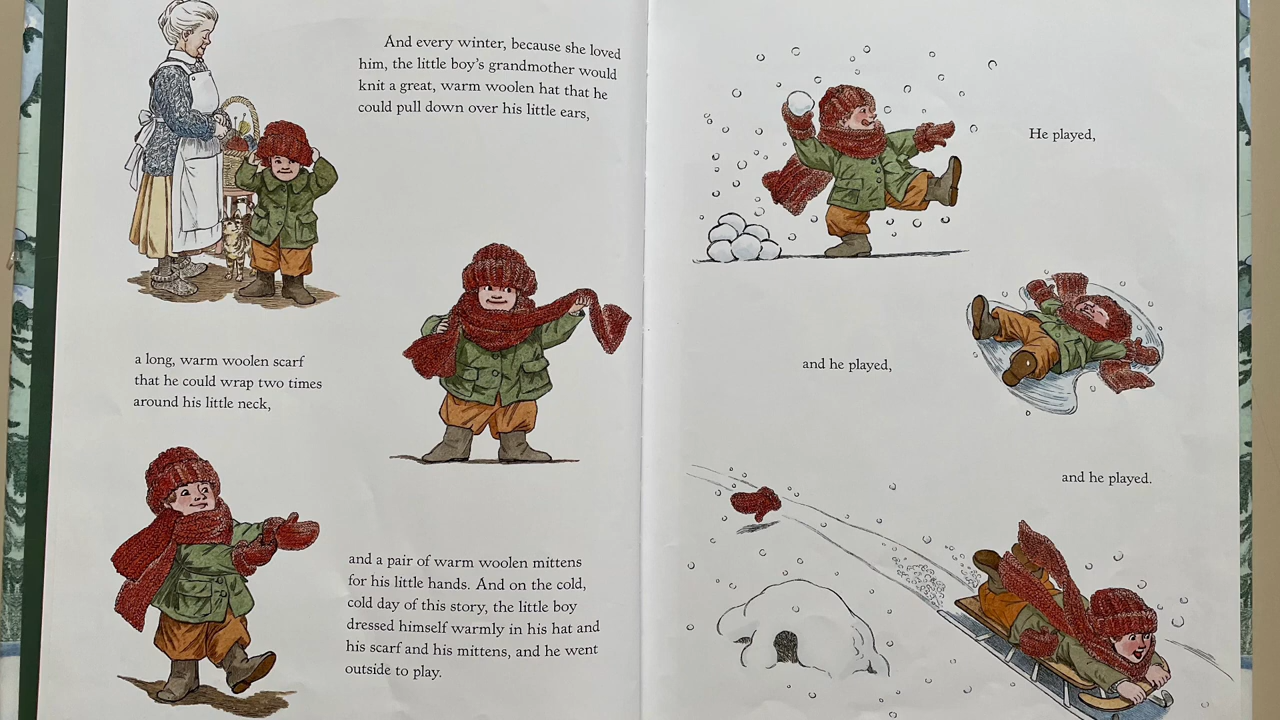 And every winter, because she loved
him, the little boy's grandmother would
knit a great, warm woolen hat that he
could pull down over his little ears,
a long, warm woolen scarf
that he could wrap two times
around his little neck,
and a pair of warm woolen mittens
for his little hands. And on the cold,
cold day of this story, the little boy
dressed himself warmly in his hat and
his scarf and his mittens, and he went
outside to play.
He played,
and he played,
and he played.